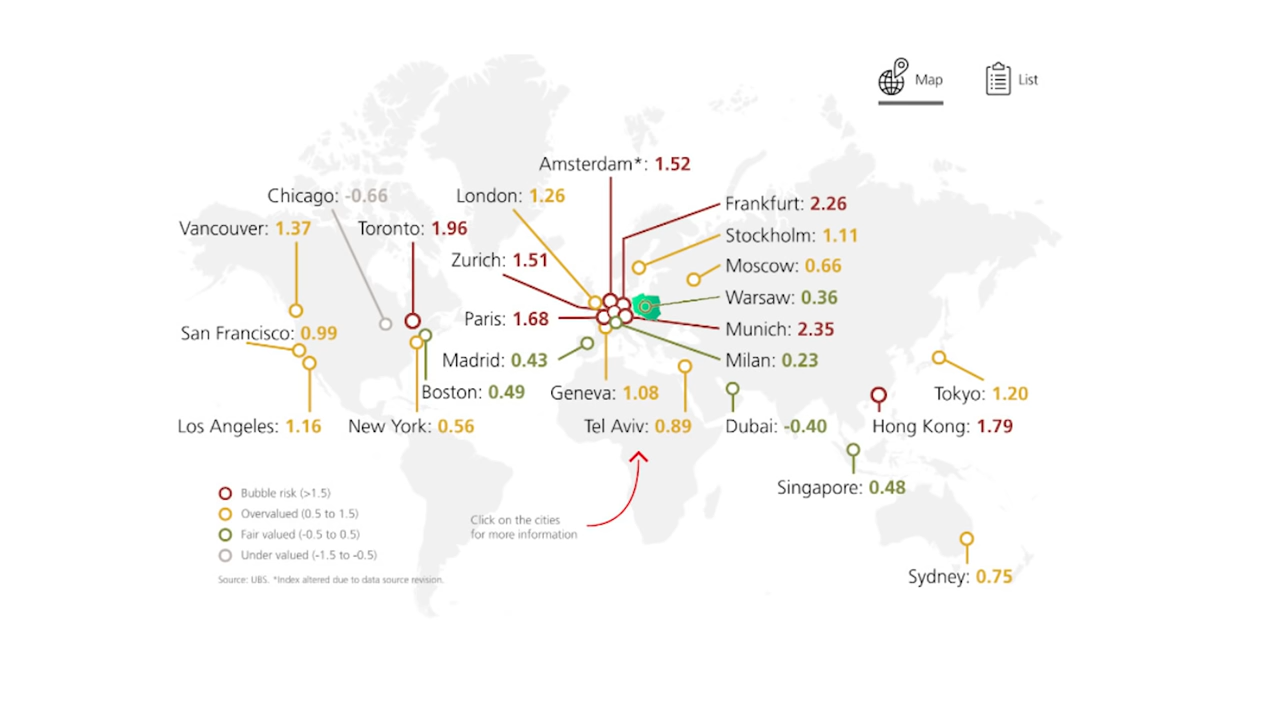 Map
List
Amsterdam*: 1.52
Chicago: -0.66
London: 1.26
Frankfurt: 2.26
Vancouver: 1.37
Toronto: 1.96
Stockholm: 1.11
Zurich: 1.51
Moscow: 0.66
Warsaw: 0.36
Paris: 1.68
Munich: 2.35
San Francisco: 0.99
Madrid: 0.43
Milan: 0.23
Boston: 0.49
Geneva: 1.08
Tokyo: 1.20
Los Angeles: 1.16
New York: 0.56
Tel Aviv: 0.89
Dubai: -0.40
Hong Kong: 1.79
Singapore: 0.48
Bubble risk (>1.5)
Overvalued (0.5 to 1.5)
Fair valued (-0.5 to 0.5)
Under valued (-1.5 to -0.5)
Click on the cities
for more information
Source: UBS. *Index altered due to data source revision.
Sydney: 0.75